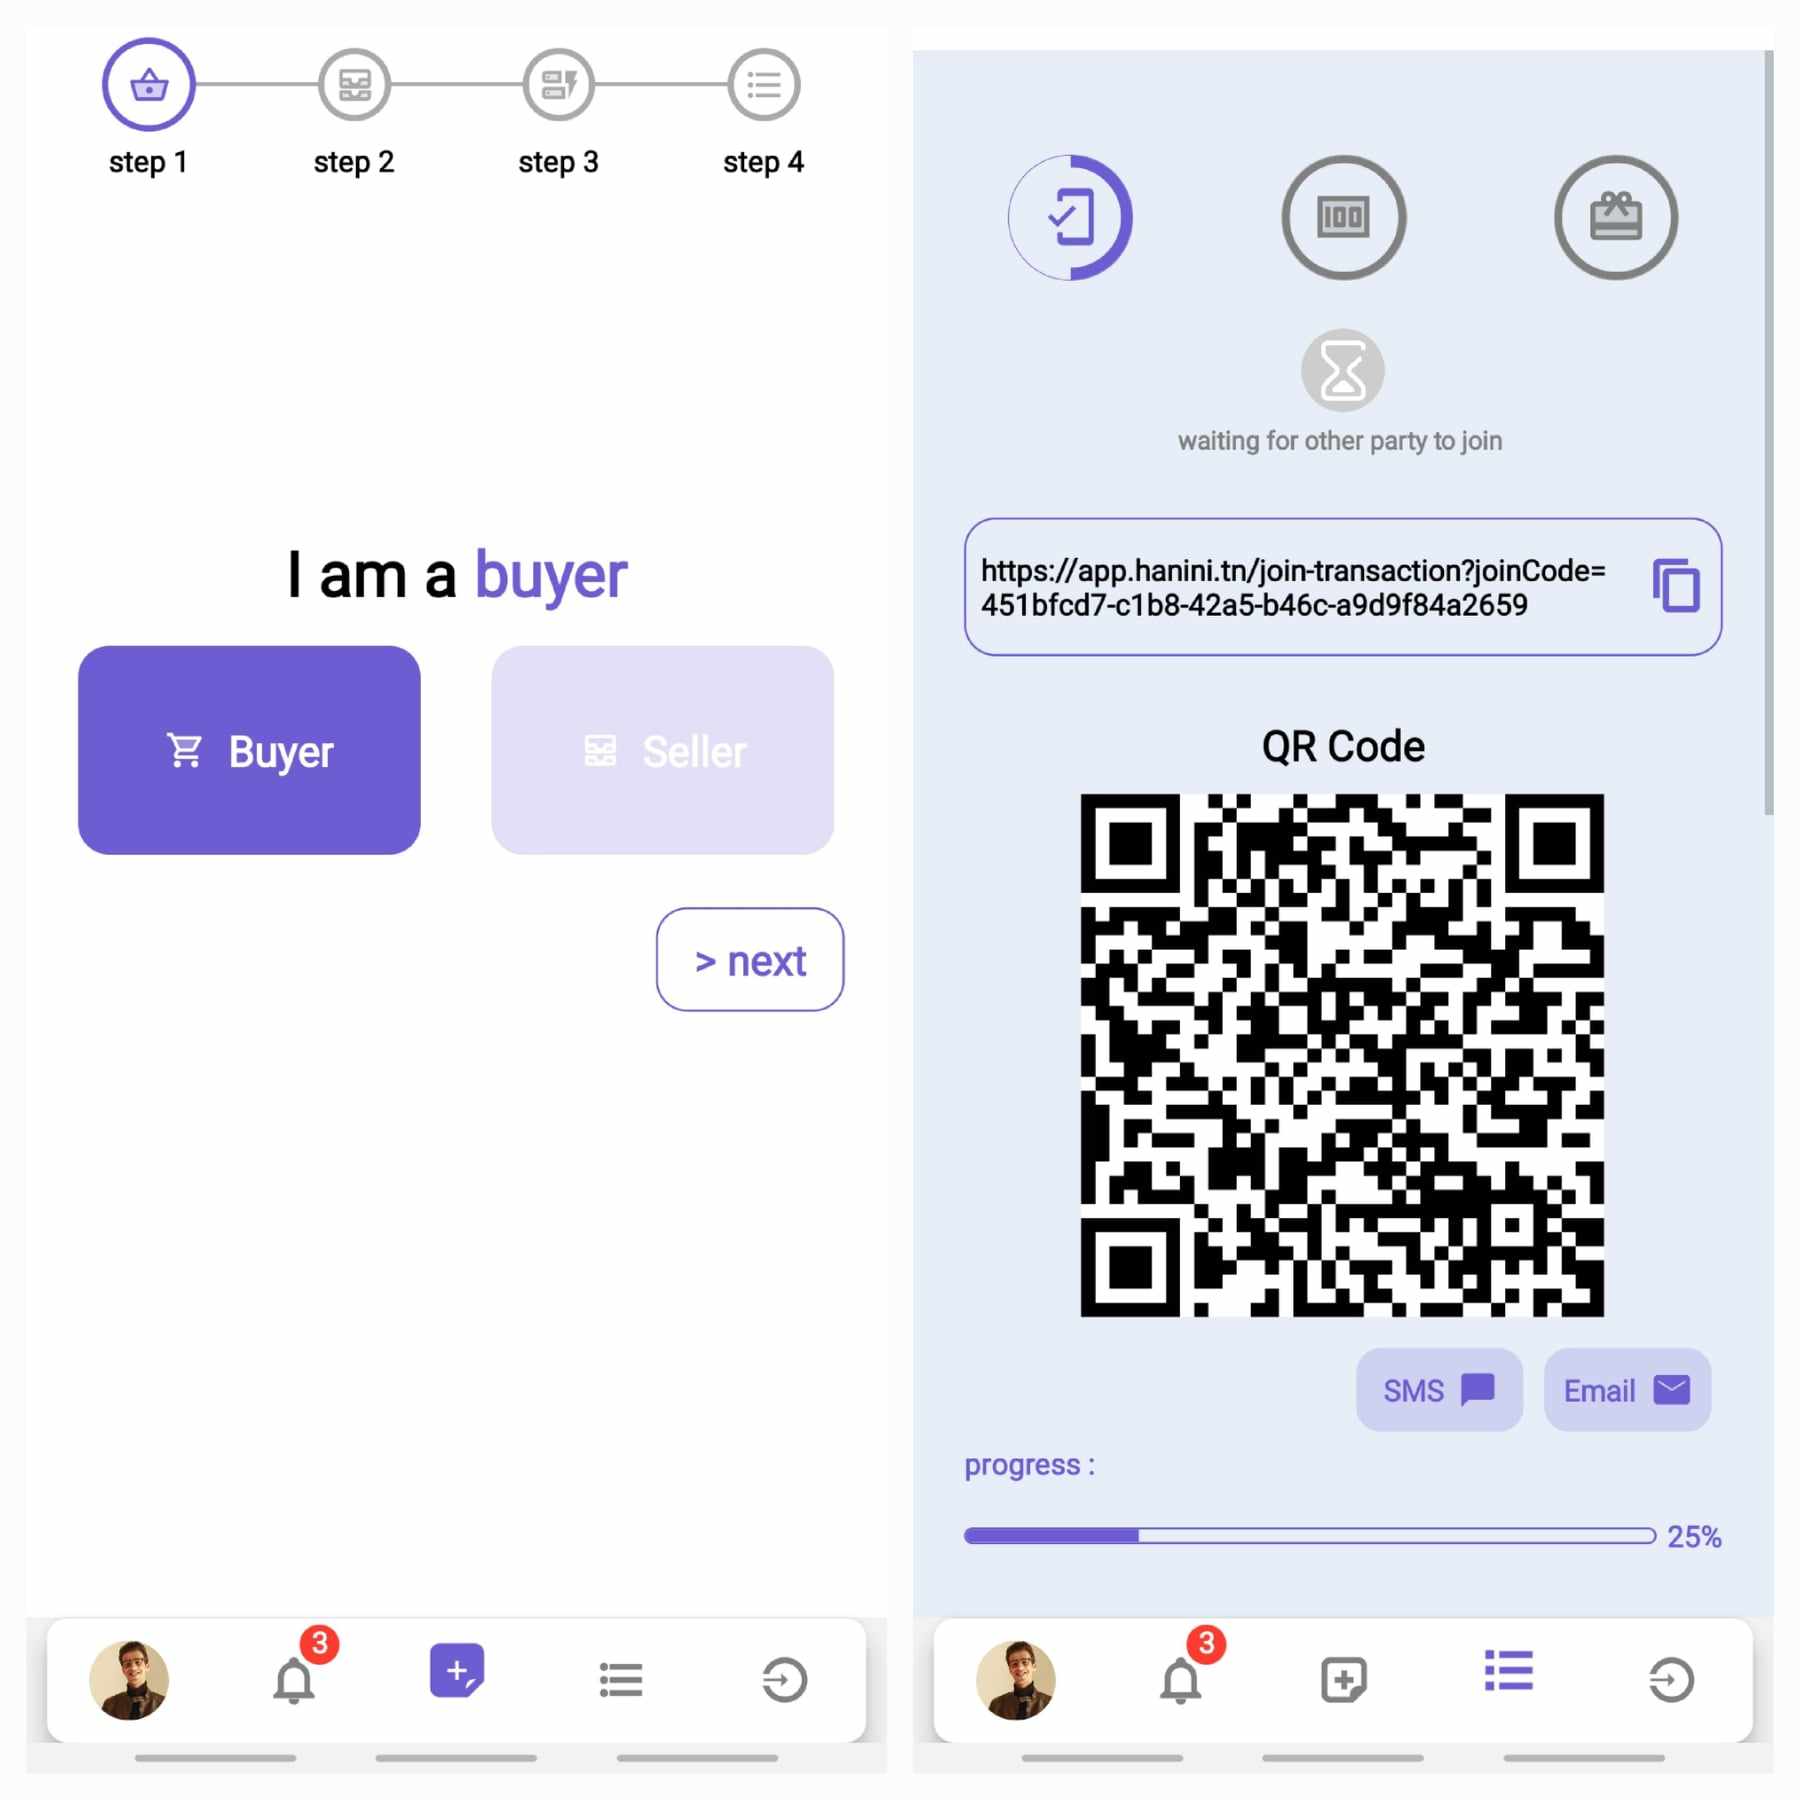 step 1
step 2
step 3
step 4
I am a buyer
Buyer
Seller
> next
3
100
waiting for other party to join
https://app.hanini.tn/join-transaction?joinCode=
451bfcd7-c1b8-42a5-b46c-a9d9f84a2659
QR Code
SMS
Email
progress :
25%
3